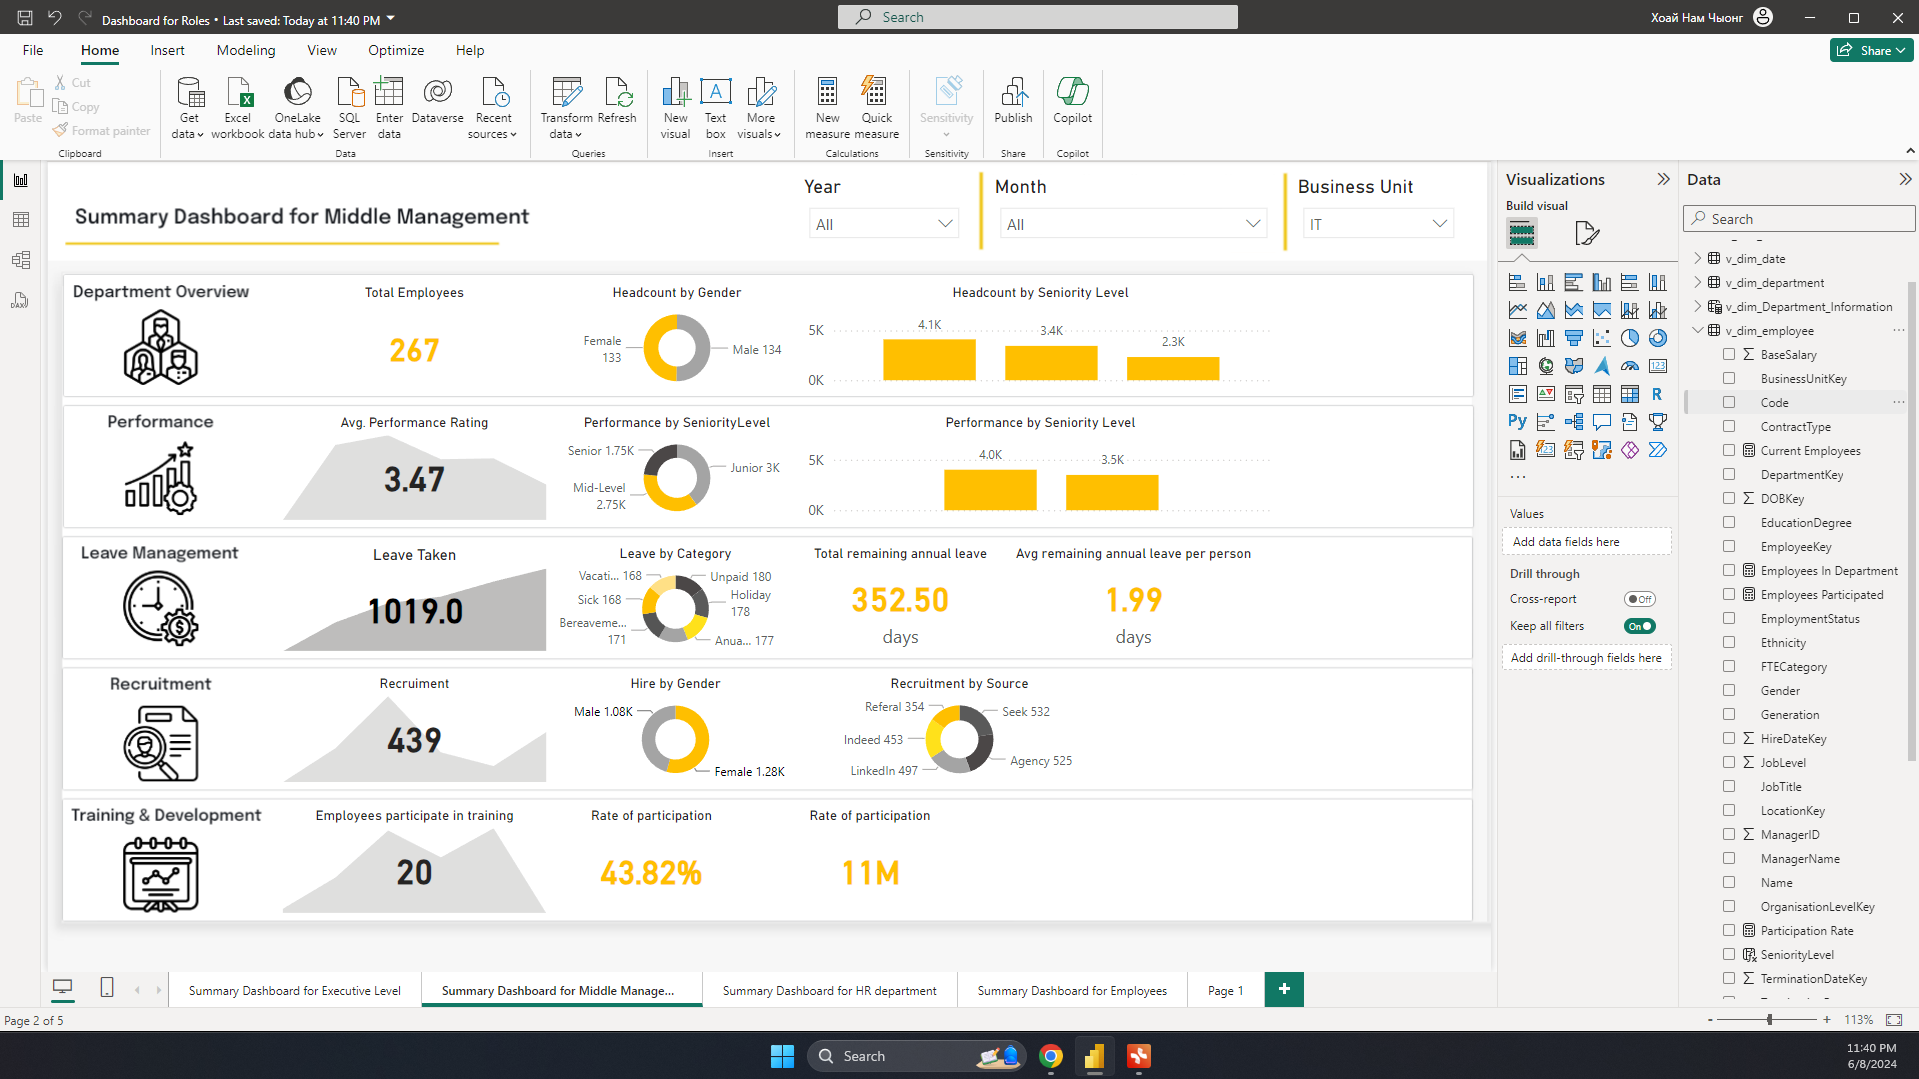 Dashboard for Roles • Last saved: Today at 11:40 PM
Search
Хоай Нам Чыонг
File
Home
Insert
Modeling
View
Optimize
Help
Share
Paste
Cut
Copy
Format painter
Get data
Excel workbook
OneLake data hub
SQL Server
Enter data
Dataverse
Recent sources
Transform data
Refresh
New visual
Text box
More visuals
New measure
Quick measure
Sensitivity
Publish
Copilot
Clipboard
Data
Queries
Insert
Calculations
Sensitivity
Share
Copilot
Summary Dashboard for Middle Management
Year
All
Month
All
Business Unit
IT
Department Overview
Total Employees
267
Headcount by Gender
Female 133
Male 134
Headcount by Seniority Level
5K
0K
4.1K
3.4K
2.3K
Performance
Avg. Performance Rating
3.47
Performance by SeniorityLevel
Senior 1.75K
Junior 3K
Mid-Level 2.75K
Performance by Seniority Level
5K
0K
4.0K
3.5K
Leave Management
Leave Taken
1019.0
Leave by Category
Vacati... 168
Unpaid 180
Sick 168
Holiday 178
Bereaveme... 171
Anua... 177
Total remaining annual leave
352.50
days
Avg remaining annual leave per person
1.99
days
Recruitment
Recruiment
439
Hire by Gender
Male 1.08K
Female 1.28K
Recruitment by Source
Referal 354
Seek 532
Indeed 453
Agency 525
LinkedIn 497
Training & Development
Employees participate in training
20
Rate of participation
43.82%
Rate of participation
11M
Visualizations
Build visual
R
Py
123
...
Values
Add data fields here
Drill through
Cross-report
Off
Keep all filters
On
Add drill-through fields here
Data
Search
v_dim_date
v_dim_department
v_dim_Department_Information
v_dim_employee
BaseSalary
BusinessUnitKey
Code
ContractType
Current Employees
DepartmentKey
DOBKey
EducationDegree
EmployeeKey
Employees In Department
Employees Participated
EmploymentStatus
Ethnicity
FTECategory
Gender
Generation
HireDateKey
JobLevel
JobTitle
LocationKey
ManagerID
ManagerName
Name
OrganisationLevelKey
Participation Rate
SeniorityLevel
TerminationDateKey
Summary Dashboard for Executive Level
Summary Dashboard for Middle Manage...
Summary Dashboard for HR department
Summary Dashboard for Employees
Page 1
+
Page 2 of 5
- + 113%
Search
11:40 PM
6/8/2024